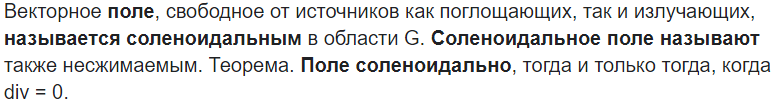 Векторное поле, свободное от источников как поглощающих, так и излучающих,
называется соленоидальным в области G. Соленоидальное поле называют
также несжимаемым. Теорема. Поле соленоидально, тогда и только тогда, когда
div = 0.